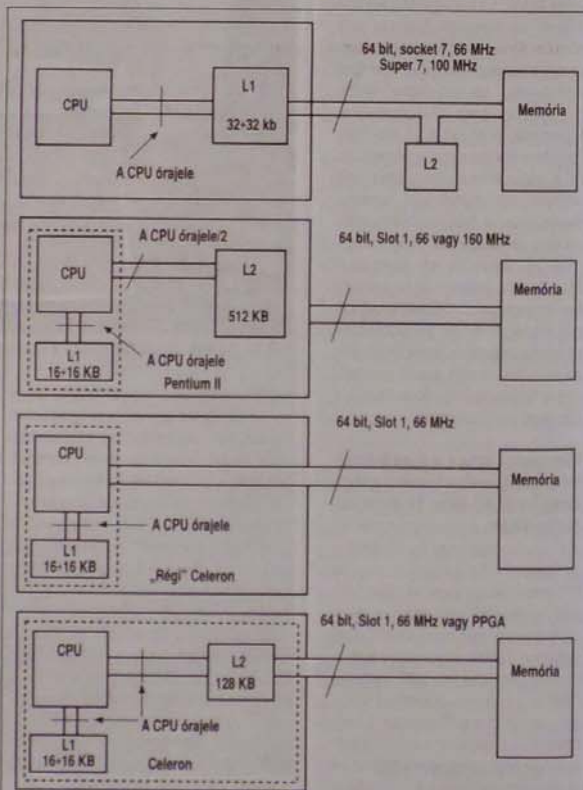 64 bit, socket 7, 66 MHz
Super 7, 100 MHz
CPU
L1
32+32 kb
Memória
L2
A CPU órajele
A CPU órajele/2
64 bit, Slot 1, 66 vagy 160 MHz
CPU
L2
512 KB
Memória
L1
16+16 KB
A CPU órajele
Pentium II
64 bit, Slot 1, 66 MHz
CPU
Memória
A CPU órajele
L1
16+16 KB
„Régi" Celeron
64 bit, Slot 1, 66 MHz vagy PPGA
CPU
L2
128 KB
Memória
A CPU órajele
L1
16+16 KB
Celeron